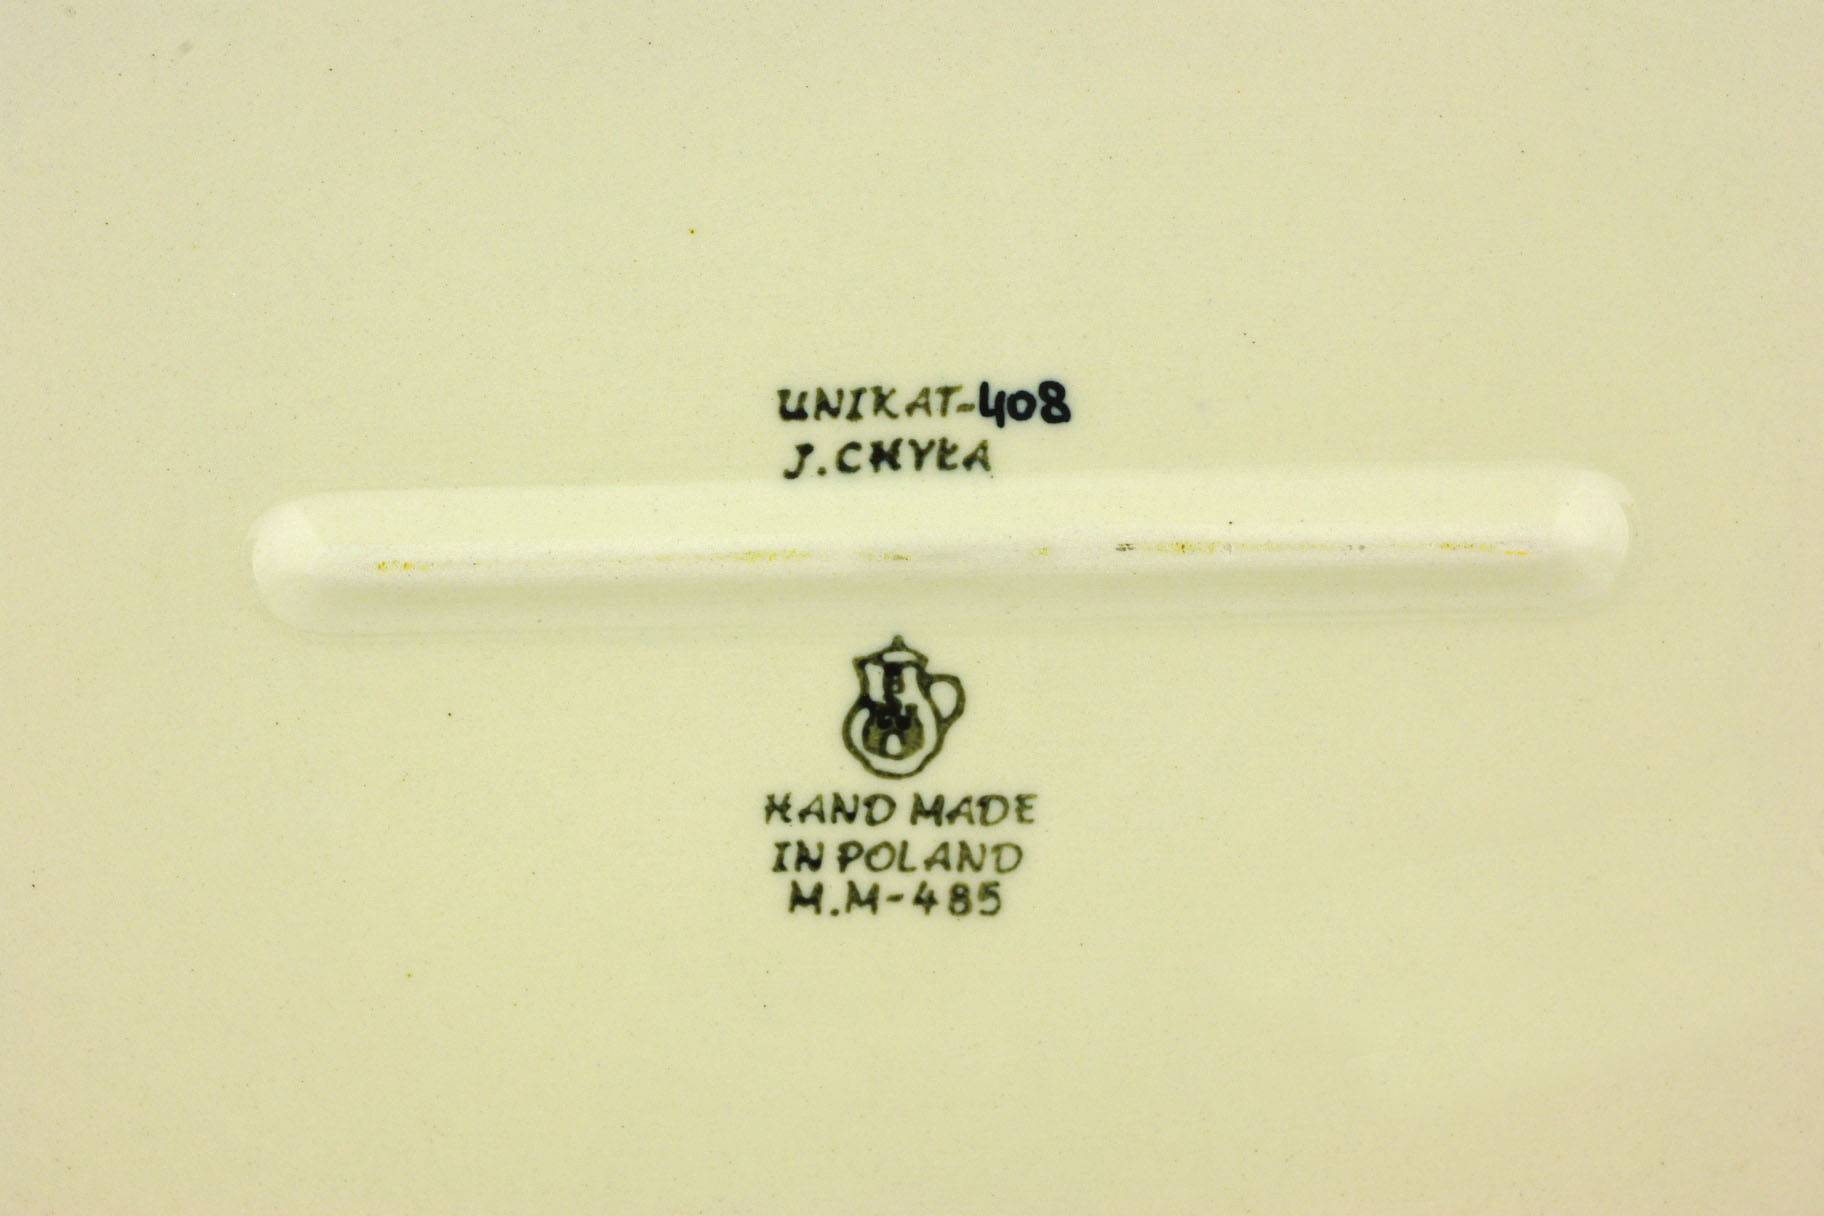 UNIKAT-408
J. CHYŁA
HAND MADE
IN POLAND
M.M-485